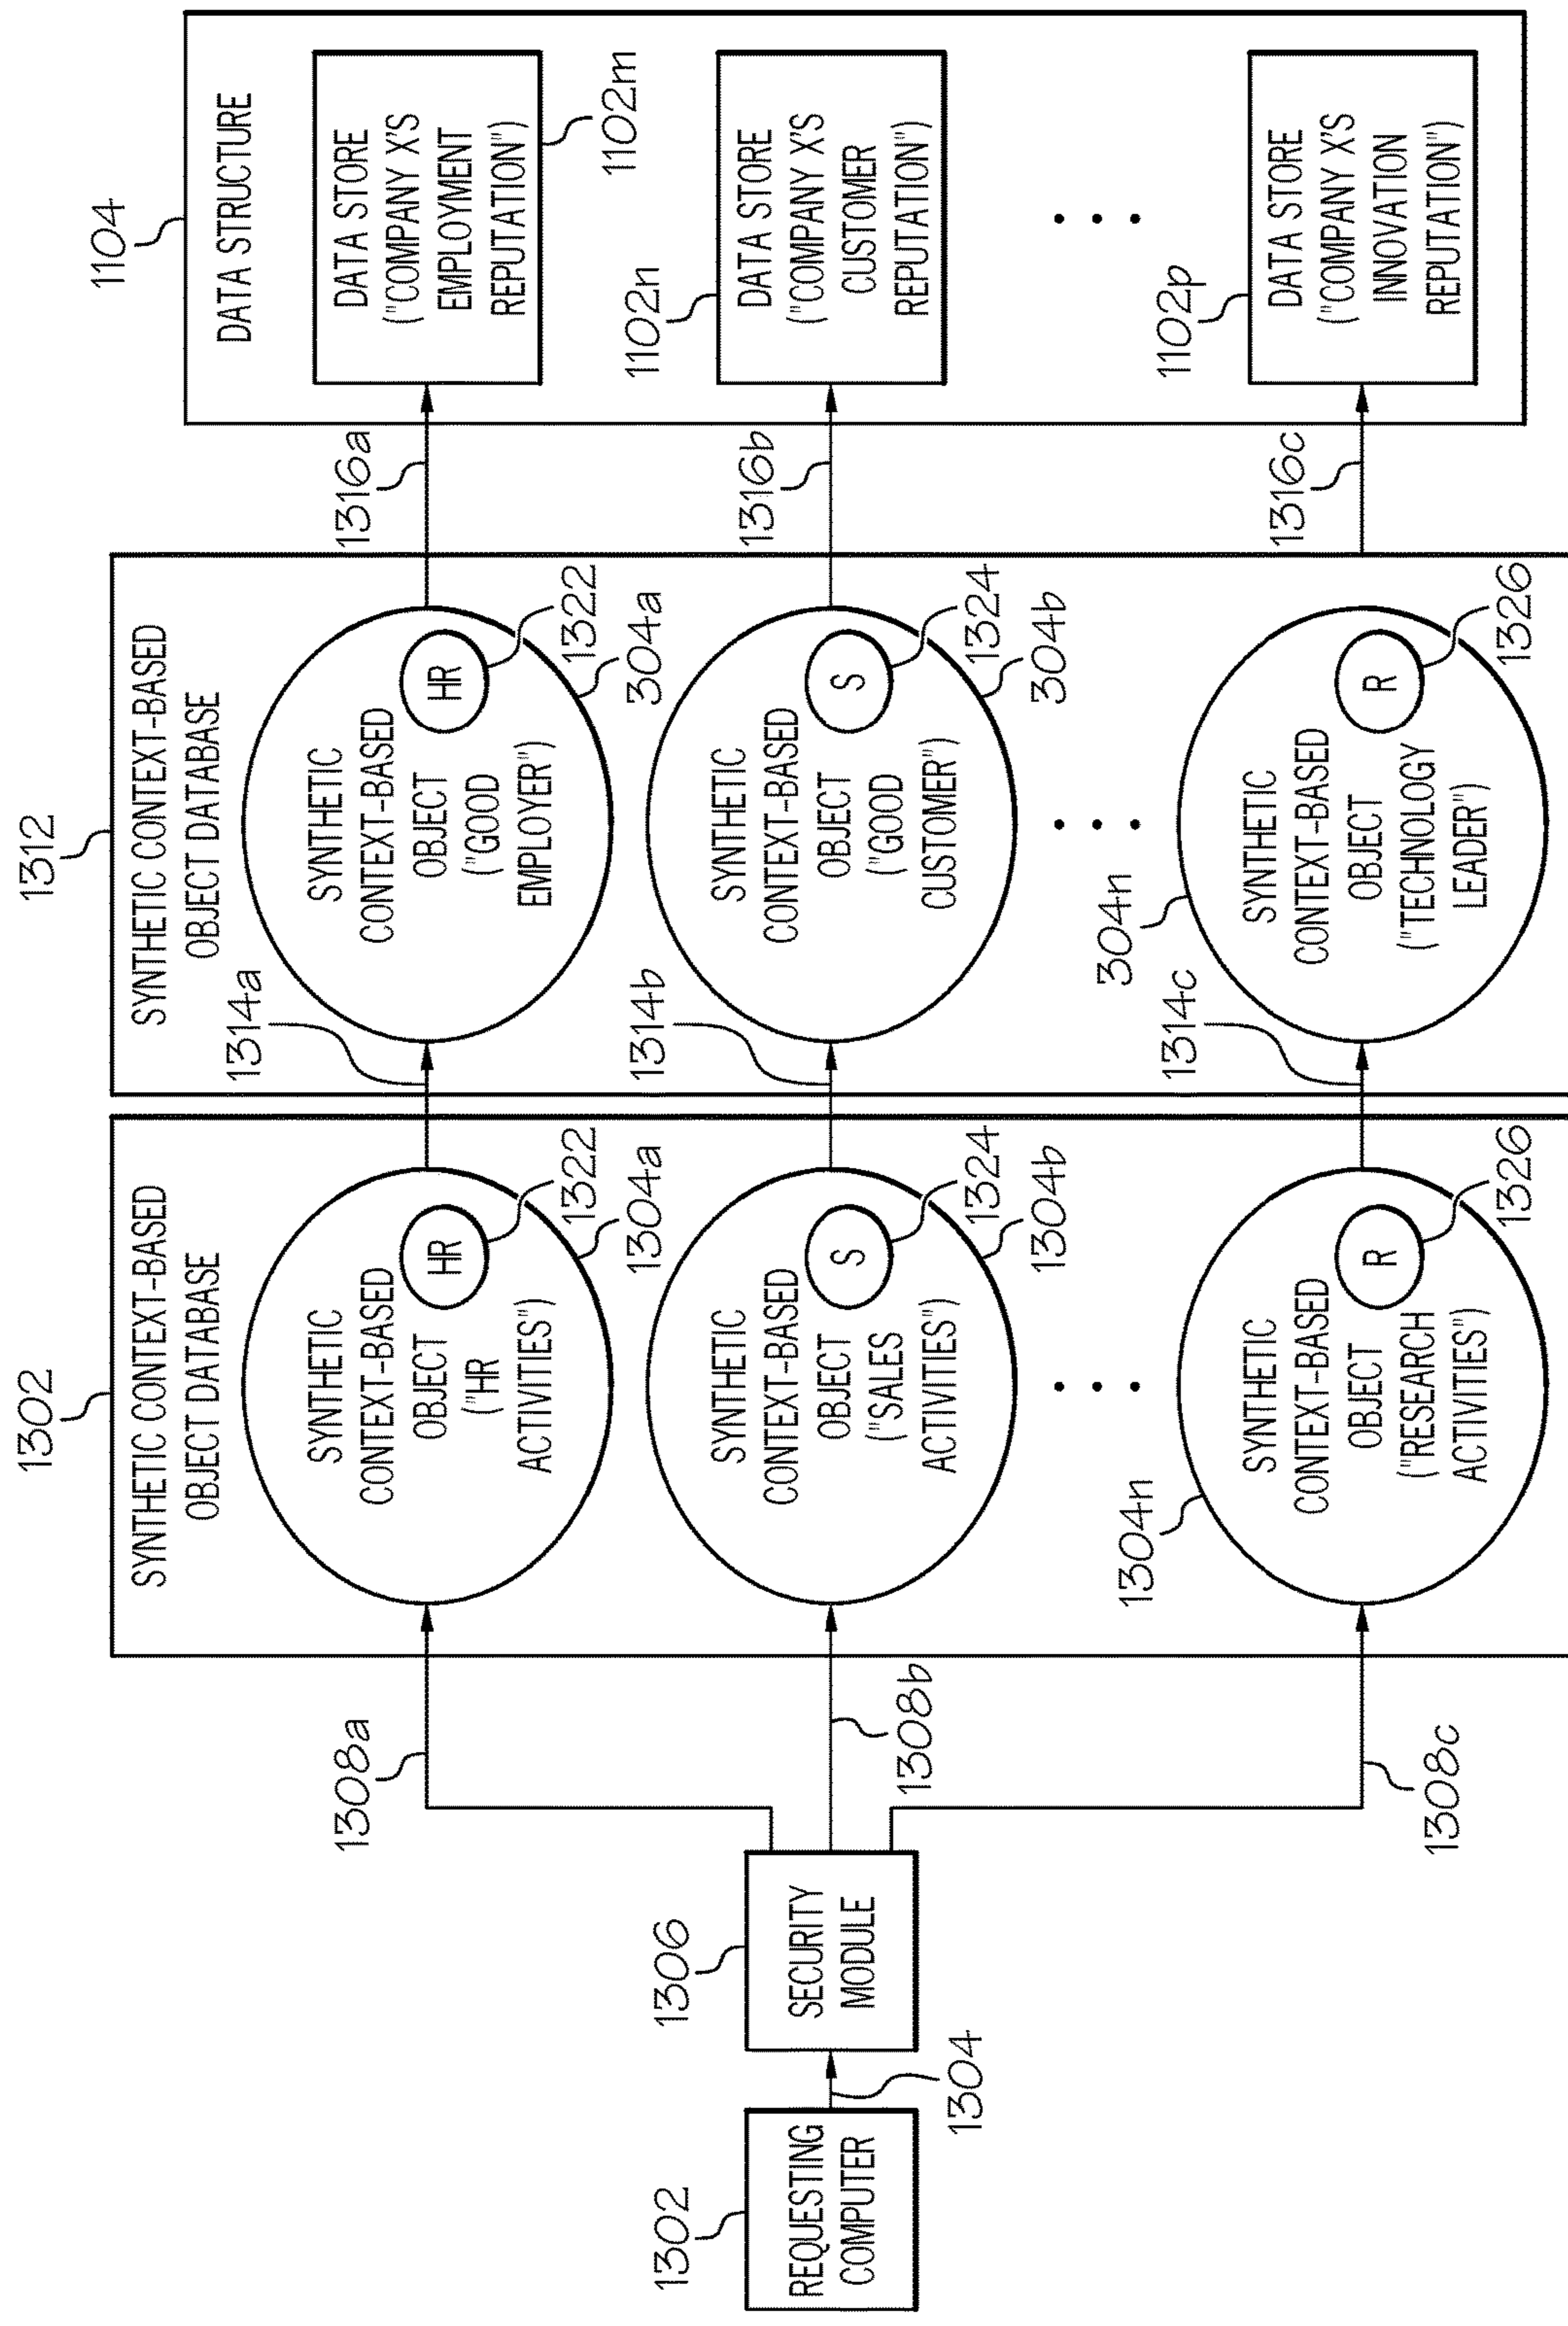 1302
REQUESTING
COMPUTER
1304
1306
SECURITY
MODULE
1308a
1308b
1308c
1302
SYNTHETIC CONTEXT-BASED
OBJECT DATABASE
SYNTHETIC
CONTEXT-BASED
OBJECT
("HR
ACTIVITIES")
HR
1322
1304a
SYNTHETIC
CONTEXT-BASED
OBJECT
("SALES
ACTIVITIES")
S
1324
1304b
1304n
SYNTHETIC
CONTEXT-BASED
OBJECT
("RESEARCH
ACTIVITIES")
R
1326
1312
SYNTHETIC CONTEXT-BASED
OBJECT DATABASE
1314a
SYNTHETIC
CONTEXT-BASED
OBJECT
("GOOD
EMPLOYER")
HR
1322
304a
1314b
SYNTHETIC
CONTEXT-BASED
OBJECT
("GOOD
CUSTOMER")
S
1324
304b
304n
1314c
SYNTHETIC
CONTEXT-BASED
OBJECT
("TECHNOLOGY
LEADER")
R
1326
1316a
1316b
1316c
1104
DATA STRUCTURE
DATA STORE
("COMPANY X'S
EMPLOYMENT
REPUTATION")
1102m
1102n
DATA STORE
("COMPANY X'S
CUSTOMER
REPUTATION")
1102p
DATA STORE
("COMPANY X'S
INNOVATION
REPUTATION")